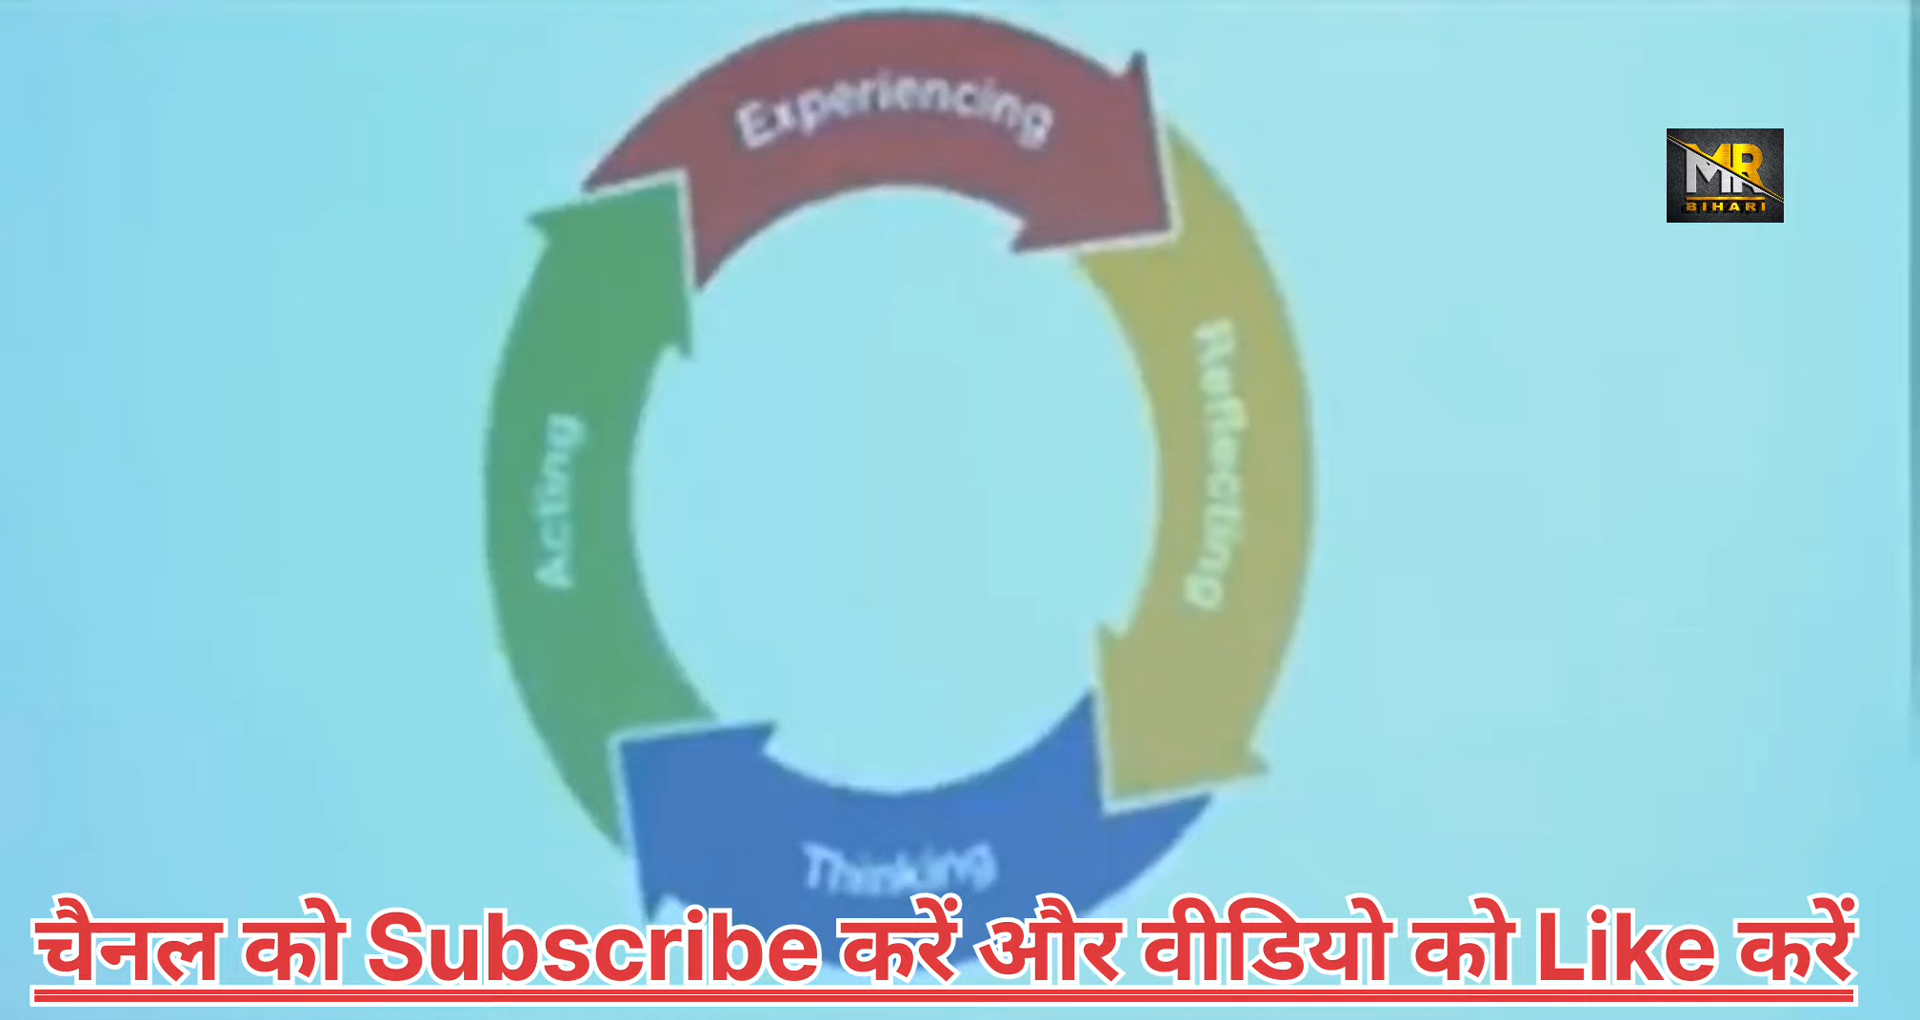 Experiencing
MR
BIHARI
Reflecting
Acting
Thinking
चैनल को Subscribe करें और वीडियो को Like करें